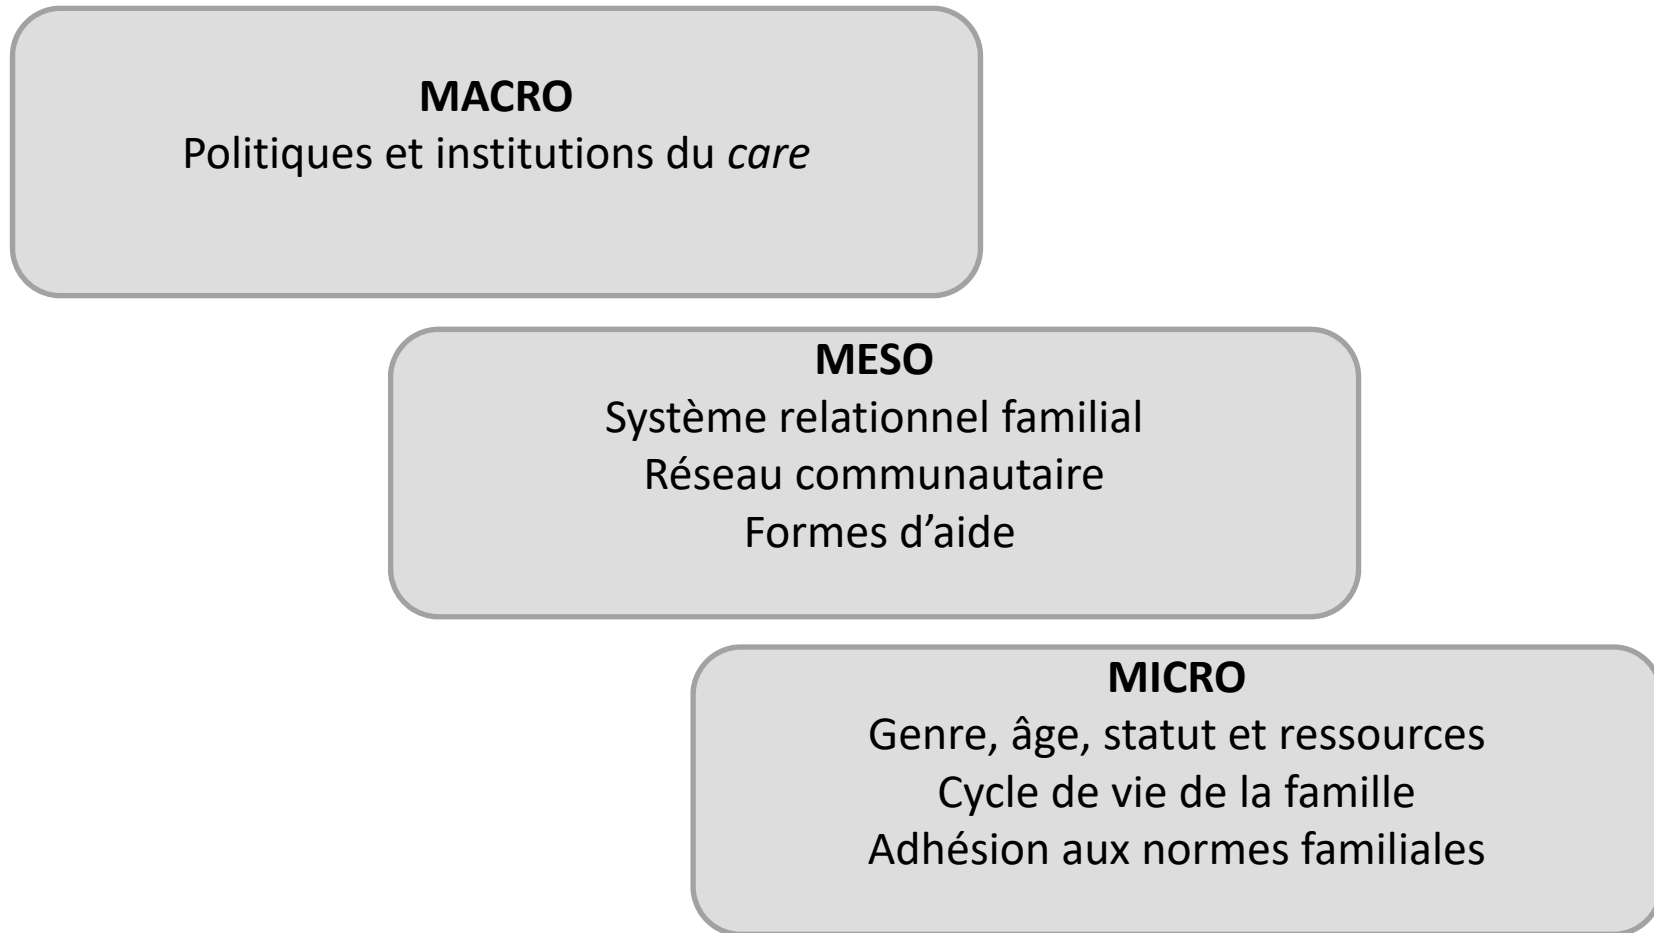 MACRO
Politiques et institutions du care
MESO
Système relationnel familial
Réseau communautaire
Formes d’aide
MICRO
Genre, âge, statut et ressources
Cycle de vie de la famille
Adhésion aux normes familiales